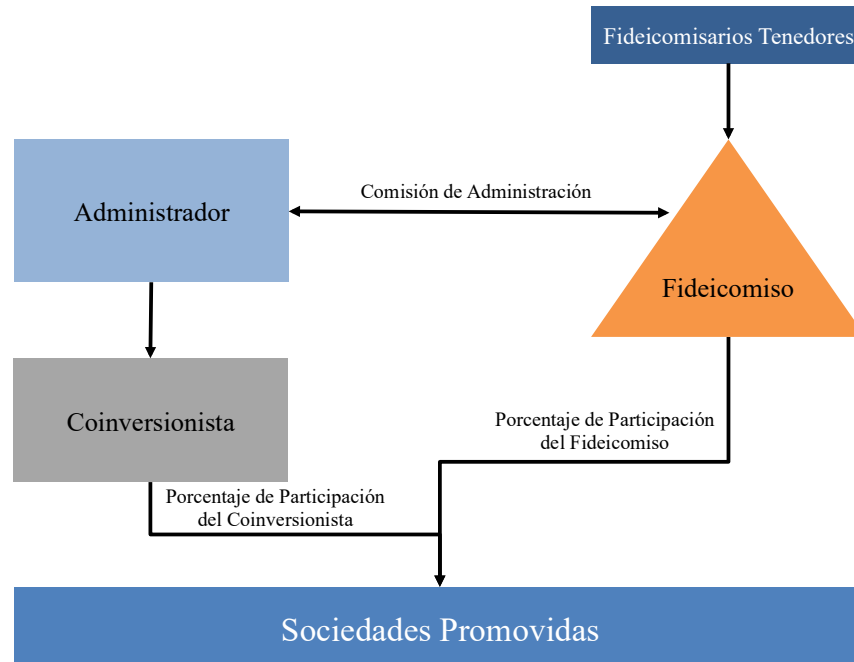 Fideicomisarios Tenedores
Comisión de Administración
Administrador
Fideicomiso
Coinversionista
Porcentaje de Participación
del Fideicomiso
Porcentaje de Participación
del Coinversionista
Sociedades Promovidas